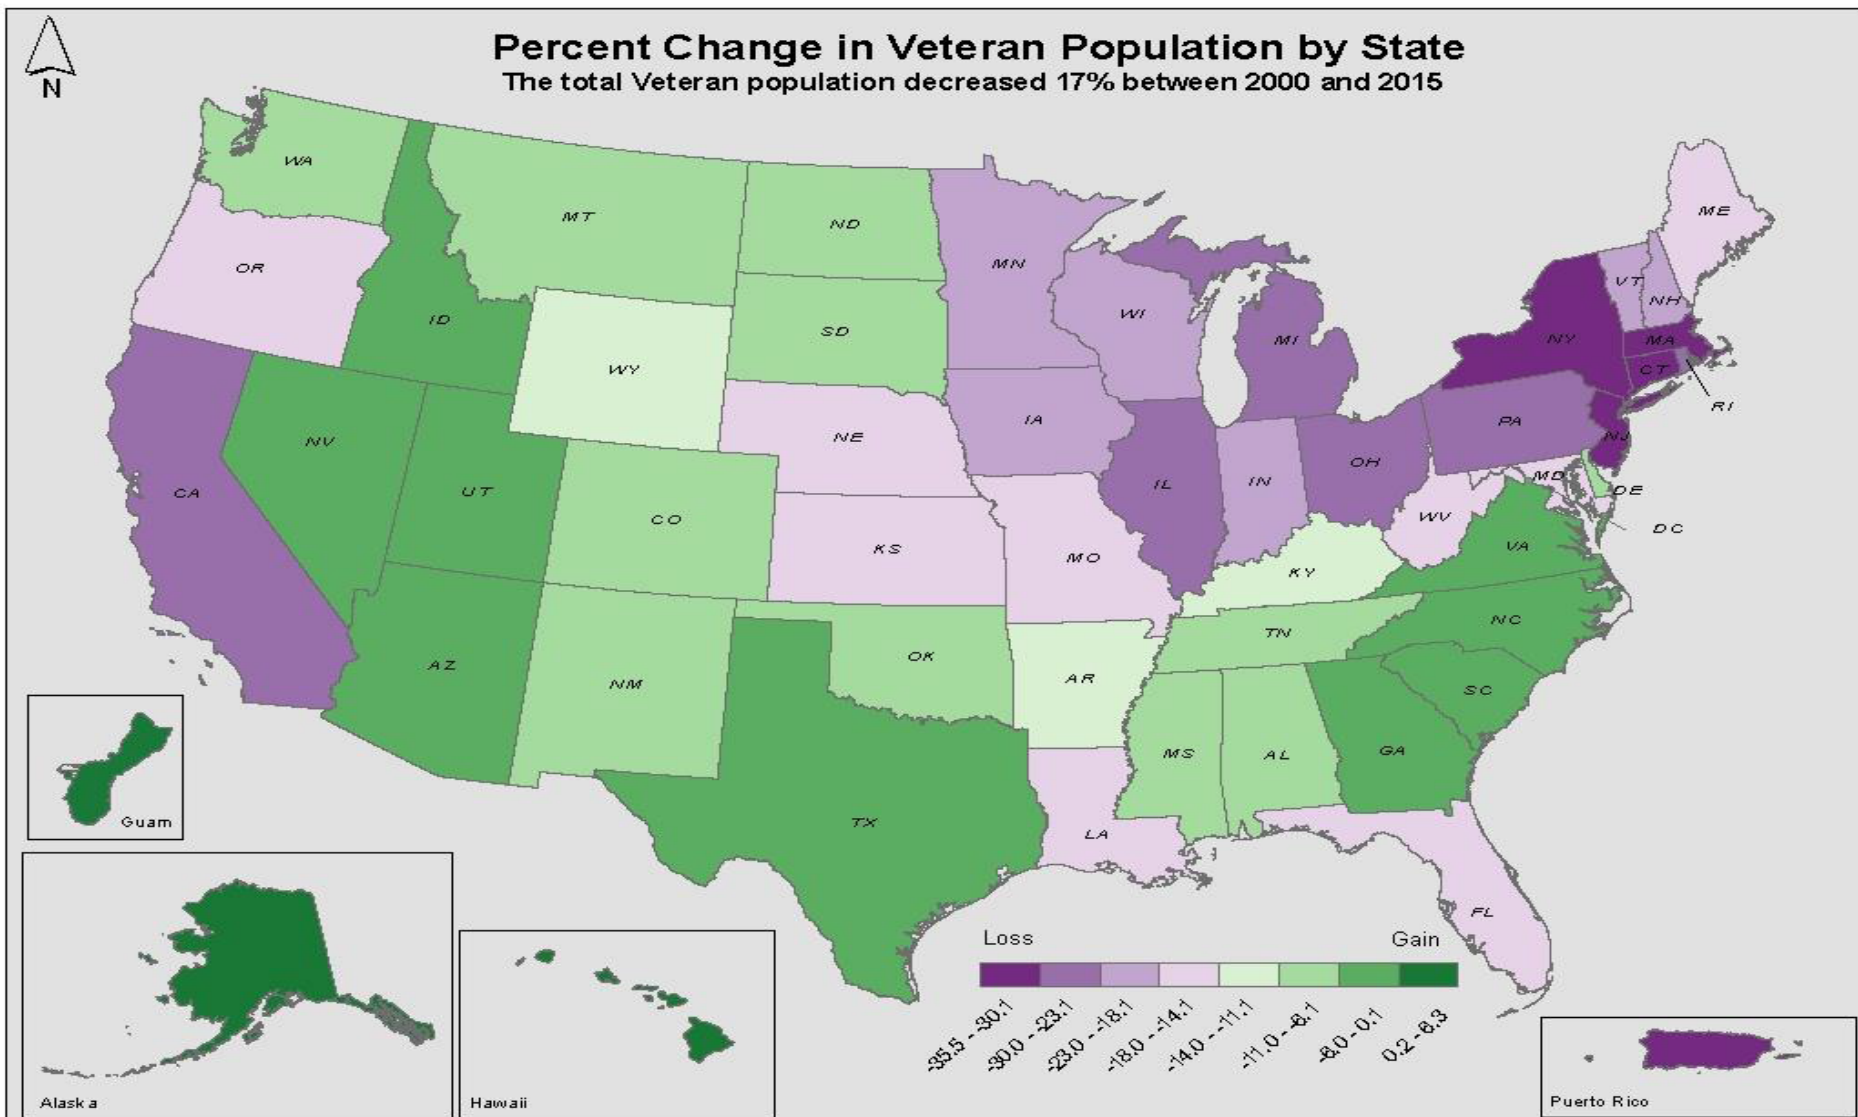 Percent Change in Veteran Population by State
The total Veteran population decreased 17% between 2000 and 2015
N
WA
MT
ND
MN
ME
OR
ID
SD
WI
MI
VT
NH
NY
MA
CT
RI
WY
NV
UT
CO
NE
IA
IL
IN
OH
PA
NJ
CA
KS
MO
KY
WV
MD
DE
DC
VA
AZ
NM
OK
AR
TN
NC
SC
MS
AL
GA
TX
LA
FL
Guam
Alaska
Hawaii
Puerto Rico
Loss Gain
-35.5 - -30.1
-30.0 - -23.1
-23.0 - -18.1
-18.0 - -14.1
-14.0 - -11.1
-11.0 - -6.1
-6.0 - -0.1
0.2 - 6.3